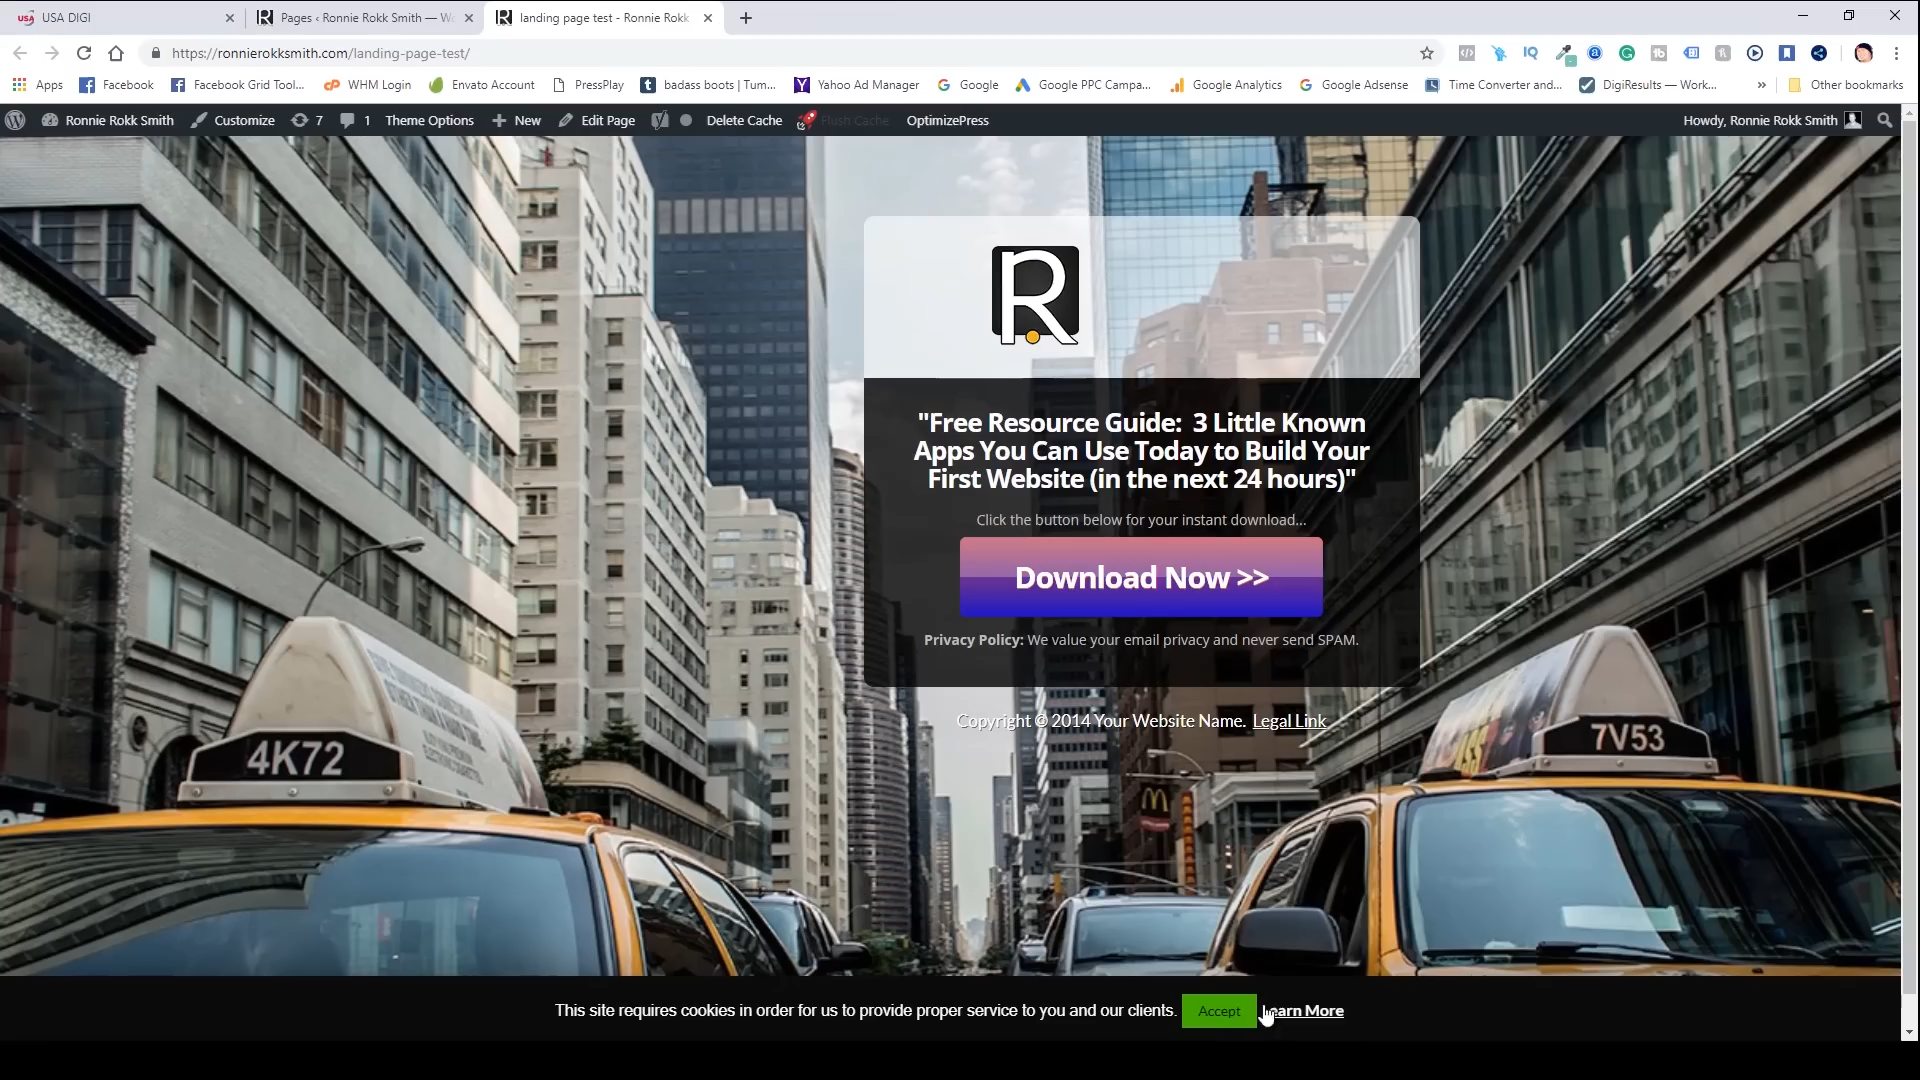 USA DIGI
Pages ‹ Ronnie Rokk Smith — W
landing page test - Ronnie Rokk
https://ronnierokksmith.com/landing-page-test/
Apps Facebook Facebook Grid Tool... WHM Login Envato Account PressPlay badass boots | Tum... Yahoo Ad Manager Google Google PPC Campa... Google Analytics Google Adsense Time Converter and... DigiResults — Work... » Other bookmarks
Ronnie Rokk Smith Customize 7 1 Theme Options + New Edit Page Delete Cache Flush Cache OptimizePress Howdy, Ronnie Rokk Smith
R
"Free Resource Guide: 3 Little Known
Apps You Can Use Today to Build Your
First Website (in the next 24 hours)"
Click the button below for your instant download...
Download Now >>
Privacy Policy: We value your email privacy and never send SPAM.
Copyright © 2014 Your Website Name. Legal Link
4K72
7V53
This site requires cookies in order for us to provide proper service to you and our clients. Accept Learn More